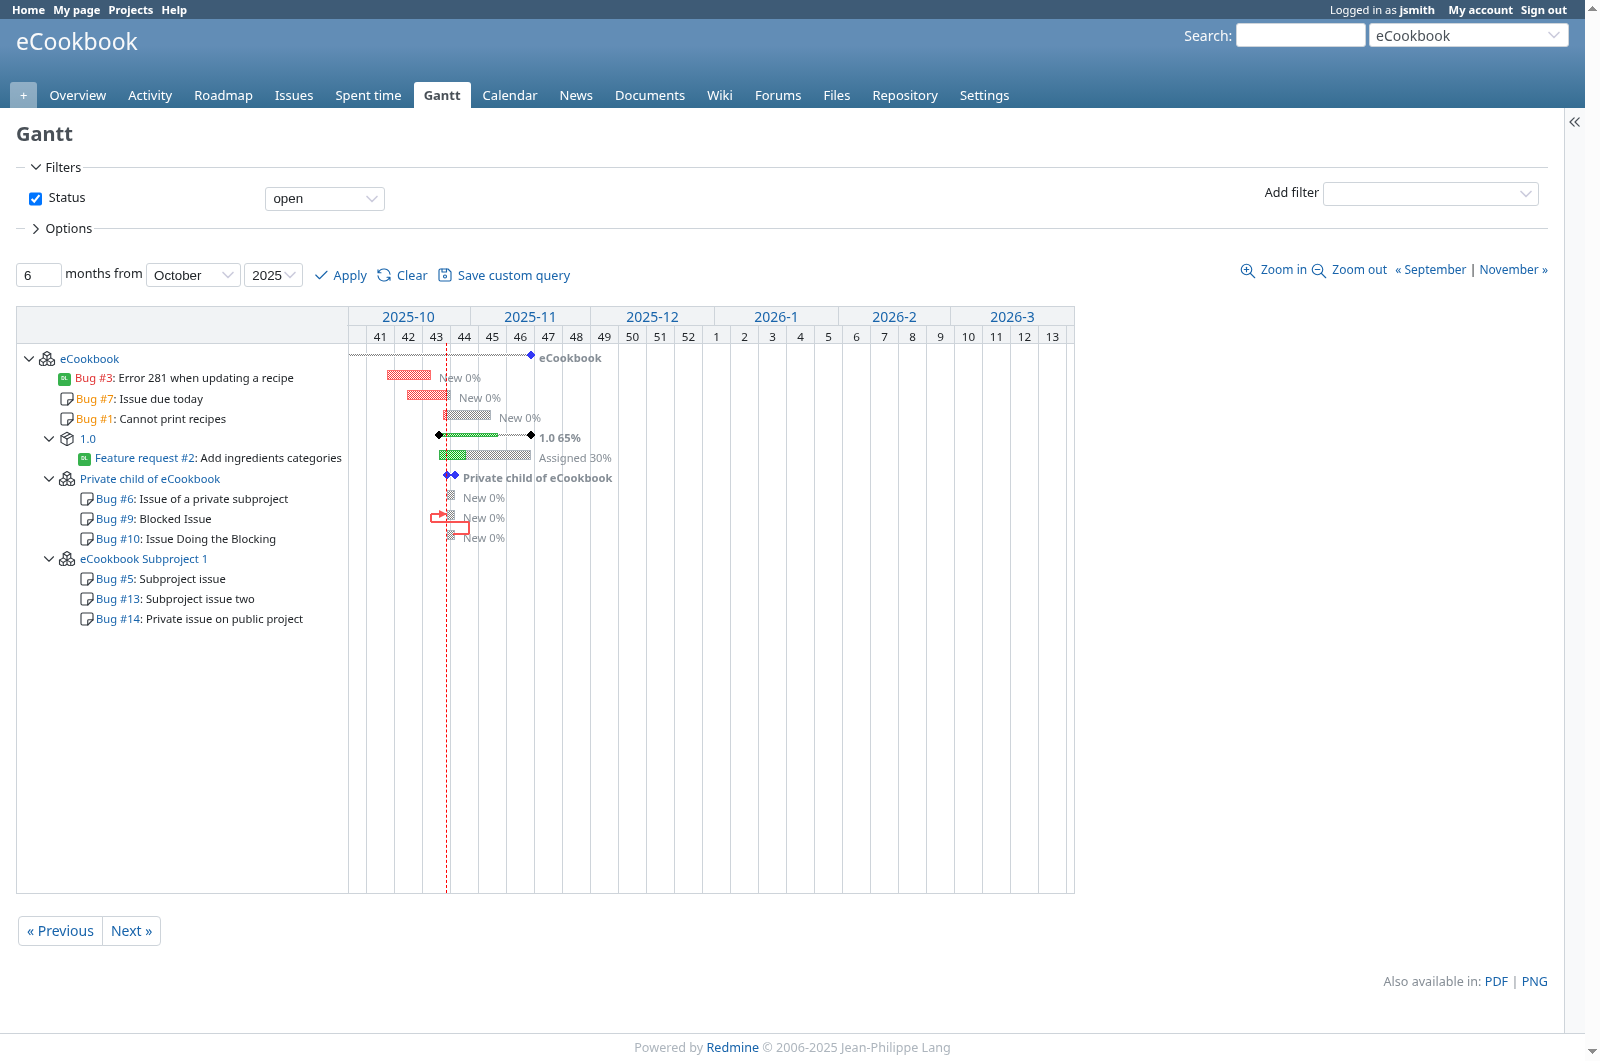 Home My page Projects Help Logged in as jsmith My account Sign out
eCookbook Search: eCookbook
+ Overview Activity Roadmap Issues Spent time Gantt Calendar News Documents Wiki Forums Files Repository Settings
Gantt
Filters
Status open Add filter
Options
6 months from October 2025 Apply Clear Save custom query Zoom in Zoom out « September | November »
2025-10 2025-11 2025-12 2026-1 2026-2 2026-3
41 42 43 44 45 46 47 48 49 50 51 52 1 2 3 4 5 6 7 8 9 10 11 12 13
eCookbook eCookbook
DL Bug #3: Error 281 when updating a recipe New 0%
Bug #7: Issue due today New 0%
Bug #1: Cannot print recipes New 0%
1.0 1.0 65%
DL Feature request #2: Add ingredients categories Assigned 30%
Private child of eCookbook Private child of eCookbook
Bug #6: Issue of a private subproject New 0%
Bug #9: Blocked Issue New 0%
Bug #10: Issue Doing the Blocking New 0%
eCookbook Subproject 1
Bug #5: Subproject issue
Bug #13: Subproject issue two
Bug #14: Private issue on public project
« Previous Next »
Also available in: PDF | PNG
Powered by Redmine © 2006-2025 Jean-Philippe Lang